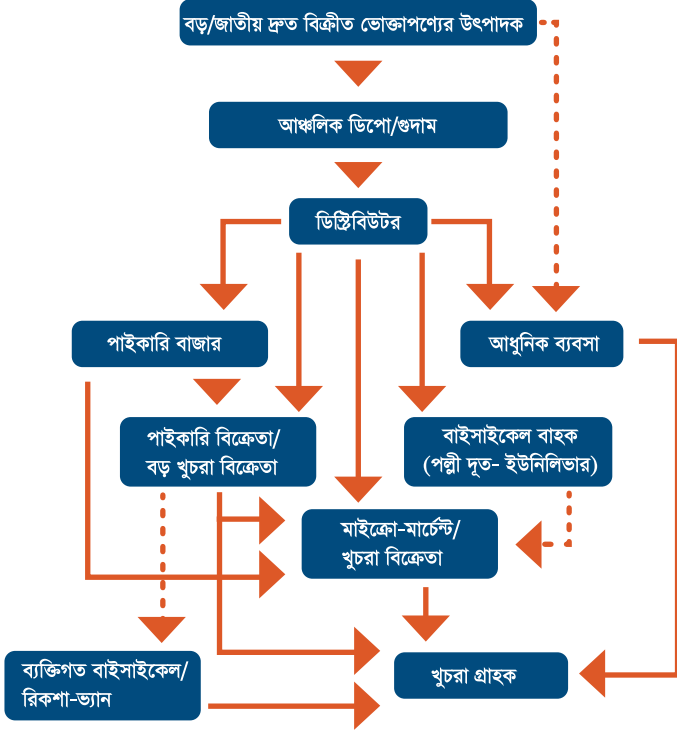 বড়/জাতীয় দ্রুত বিক্রীত ভোক্তাপণ্যের উৎপাদক
আঞ্চলিক ডিপো/গুদাম
ডিস্ট্রিবিউটর
পাইকারি বাজার
আধুনিক ব্যবসা
পাইকারি বিক্রেতা/
বড় খুচরা বিক্রেতা
বাইসাইকেল বাহক
(পল্লী দূত- ইউনিলিভার)
মাইক্রো-মার্চেন্ট/
খুচরা বিক্রেতা
ব্যক্তিগত বাইসাইকেল/
রিকশা-ভ্যান
খুচরা গ্রাহক